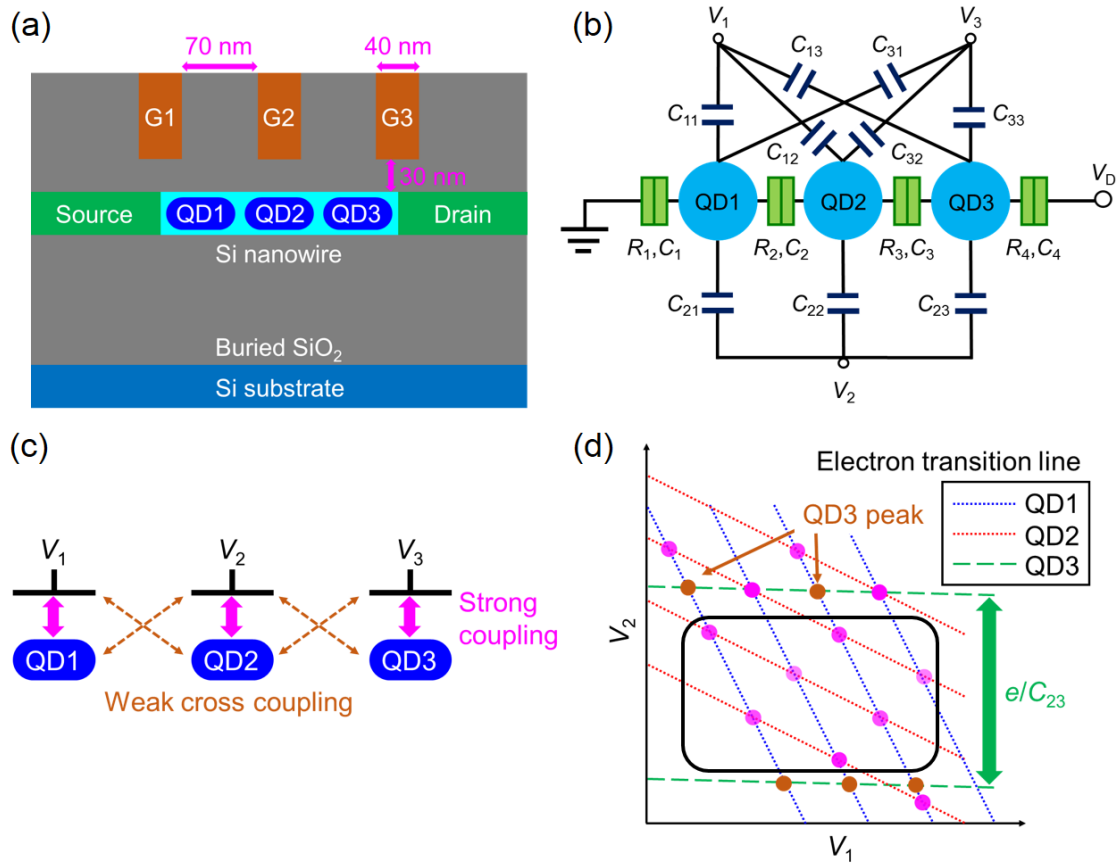 (a)
70 nm
40 nm
G1
G2
G3
30 nm
Source
QD1
QD2
QD3
Drain
Si nanowire
Buried SiO2
Si substrate
(b)
V1
V3
C13
C31
C11
C12
C32
C33
VD
QD1
QD2
QD3
R1,C1
R2,C2
R3,C3
R4,C4
C21
C22
C23
V2
(c)
V1
V2
V3
Strong
coupling
QD1
QD2
QD3
Weak cross coupling
(d)
Electron transition line
QD1
QD2
QD3
QD3 peak
V2
e/C23
V1